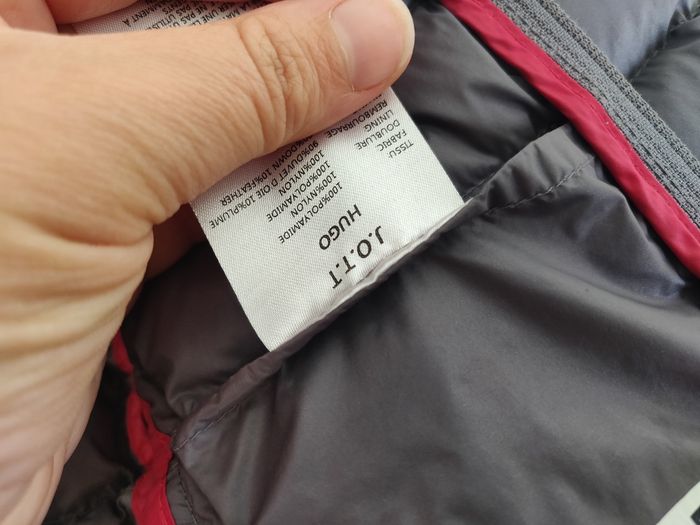 J.O.T.T
HUGO
TISSU: 100%POLYAMIDE
FABRIC 100%NYLON
DOUBLURE: 100%POLYAMIDE
LINING 100%NYLON
REMBOURRAGE 90%DUVET D OIE 10%PLUME
90%DOWN 10%FEATHER